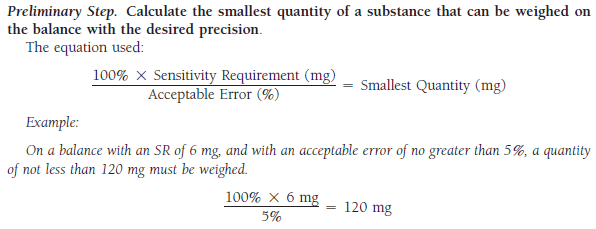 Preliminary Step. Calculate the smallest quantity of a substance that can be weighed on
the balance with the desired precision.
The equation used:
100% × Sensitivity Requirement (mg)
Acceptable Error (%)
= Smallest Quantity (mg)
Example:
On a balance with an SR of 6 mg, and with an acceptable error of no greater than 5%, a quantity
of not less than 120 mg must be weighed.
100% × 6 mg
5%
= 120 mg